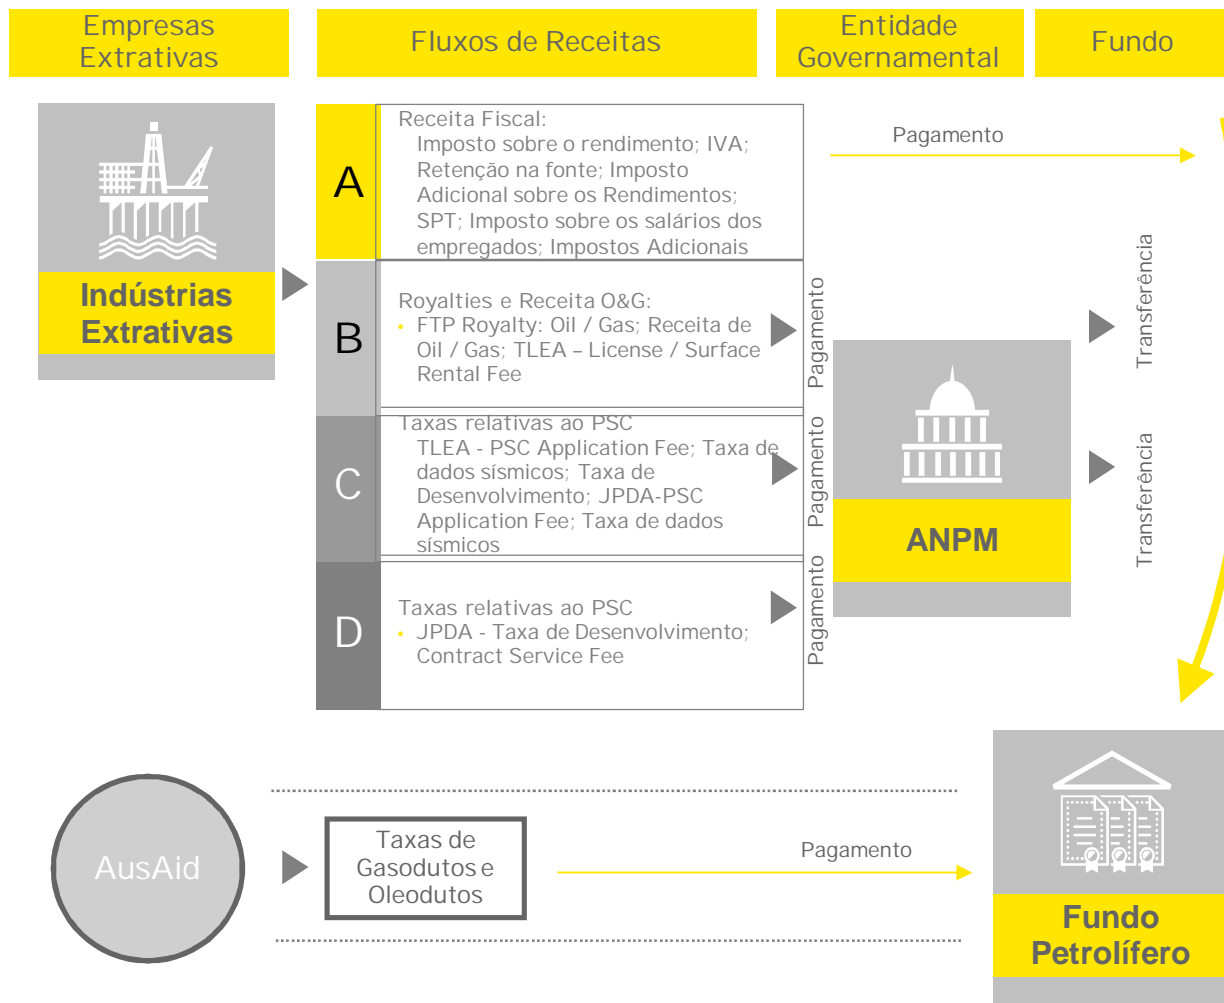 Empresas
Extrativas
Fluxos de Receitas
Entidade
Governamental
Fundo
Indústrias
Extrativas
A
Receita Fiscal:
Imposto sobre o rendimento; IVA;
Retenção na fonte; Imposto
Adicional sobre os Rendimentos;
SPT; Imposto sobre os salários dos
empregados; Impostos Adicionais
Pagamento
B
Royalties e Receita O&G:
• FTP Royalty: Oil / Gas; Receita de
Oil / Gas; TLEA – License / Surface
Rental Fee
Pagamento
Transferência
C
Taxas relativas ao PSC
TLEA - PSC Application Fee; Taxa de
dados sísmicos; Taxa de
Desenvolvimento; JPDA-PSC
Application Fee; Taxa de dados
sísmicos
Pagamento
Transferência
ANPM
D
Taxas relativas ao PSC
• JPDA - Taxa de Desenvolvimento;
Contract Service Fee
Pagamento
AusAid
Taxas de
Gasodutos e
Oleodutos
Pagamento
Fundo
Petrolífero